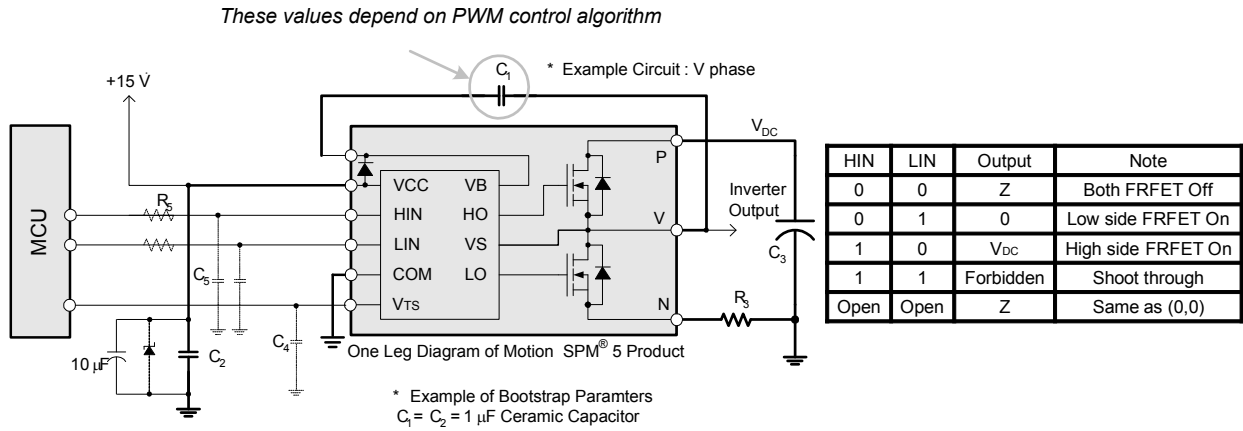 These values depend on PWM control algorithm
+15 V
C1
* Example Circuit : V phase
MCU
R5
C5
C4
10 μF
C2
VCC
HIN
LIN
COM
VTS
VB
HO
VS
LO
P
V
N
VDC
Inverter
Output
C3
R3
One Leg Diagram of Motion SPM® 5 Product
* Example of Bootstrap Paramters
C1= C2 = 1 μF Ceramic Capacitor
HIN LIN Output Note
0 0 Z Both FRFET Off
0 1 0 Low side FRFET On
1 0 VDC High side FRFET On
1 1 Forbidden Shoot through
Open Open Z Same as (0,0)